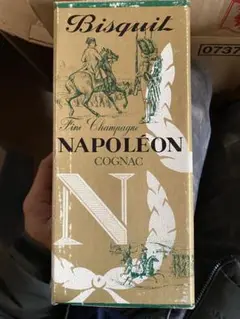 Bisquit
Fine Champagne
NAPOLÉON
COGNAC
N
0737